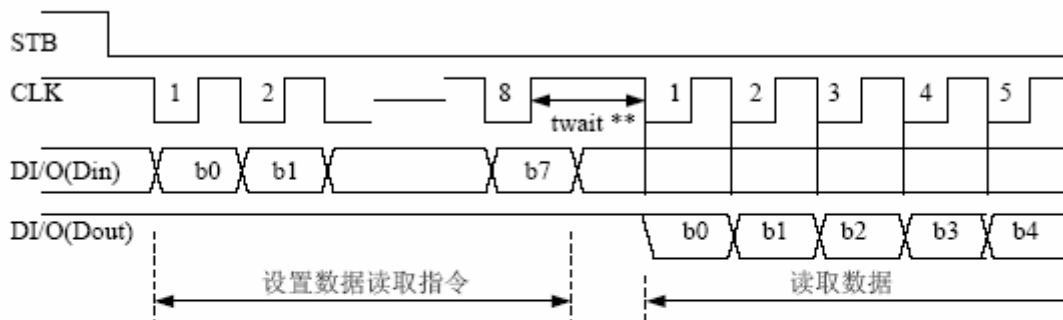 STB
CLK 1 2 8 1 2 3 4 5
twait **
DI/O(Din) b0 b1 b7
DI/O(Dout) b0 b1 b2 b3 b4
设置数据读取指令 读取数据